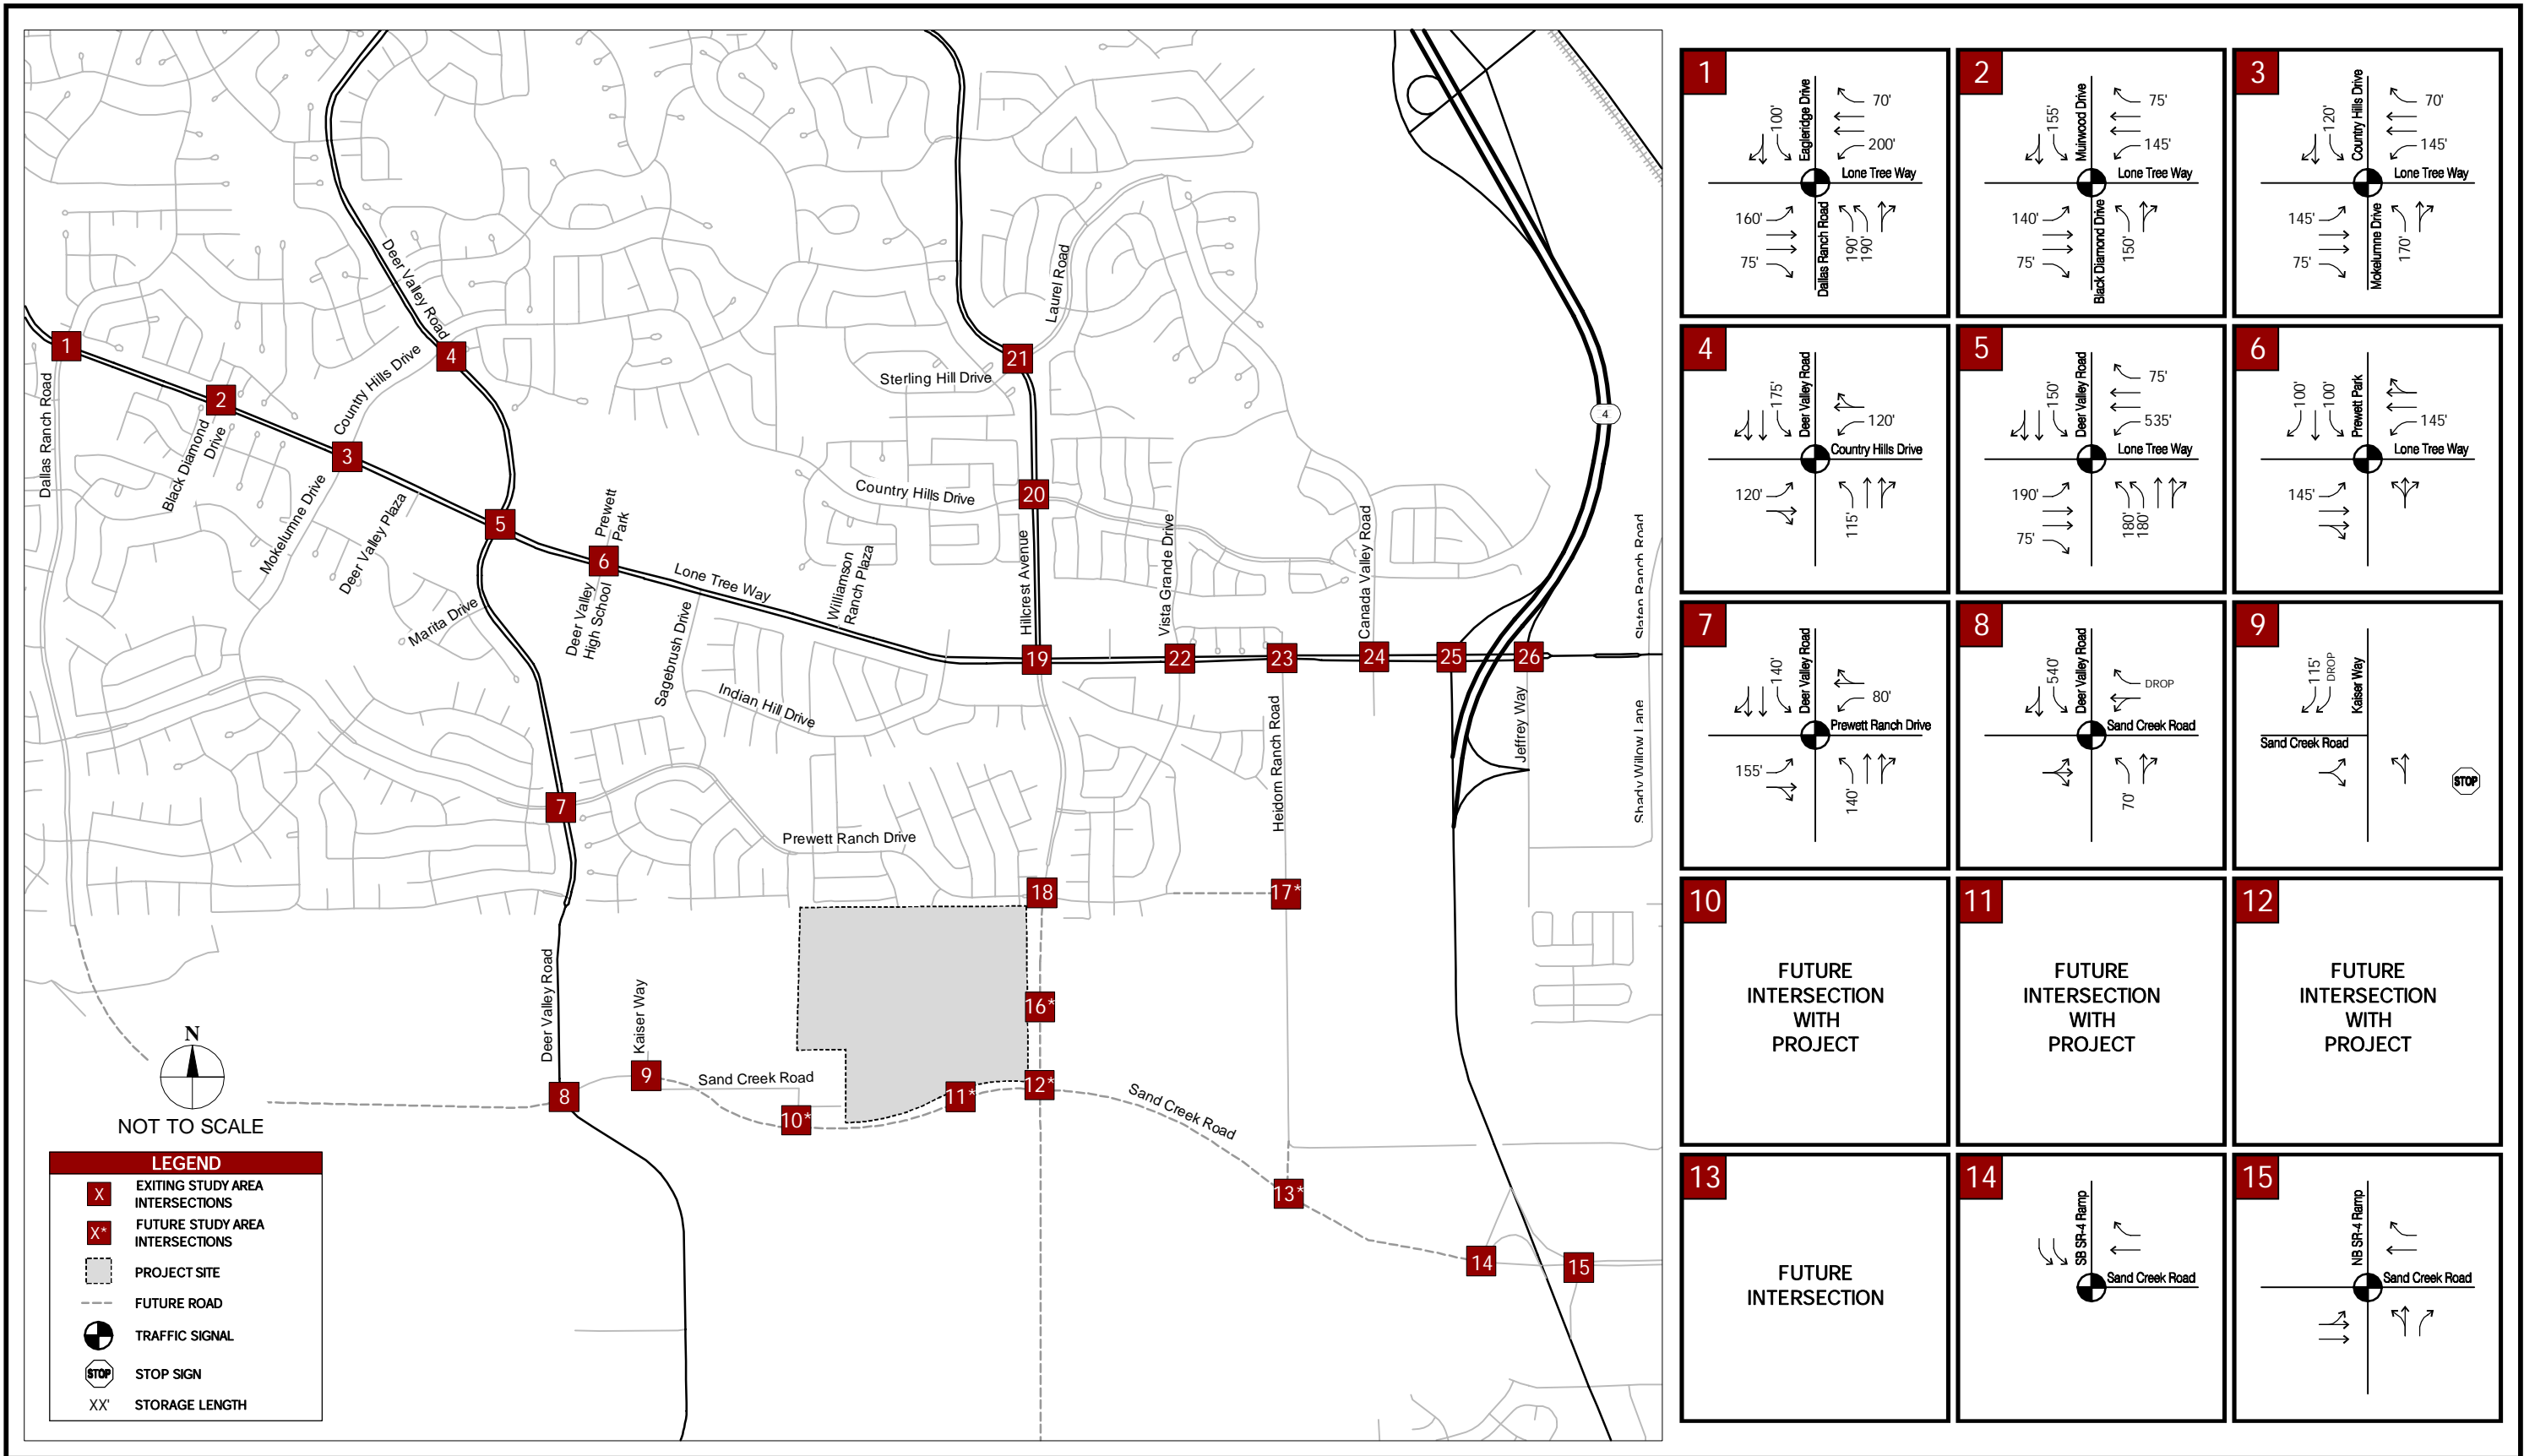 Deer Valley Road
Laurel Road
1
4
21
Sterling Hill Drive
Country Hills Drive
Dallas Ranch Road
2
Black Diamond
Drive
3
4
Mokelumne Drive
Deer Valley Plaza
5
Prewett
Park
6
Deer Valley
High School
Marita Drive
Lone Tree Way
Sagebrush Drive
Indian Hill Drive
Williamson
Ranch Plaza
Country Hills Drive
20
Hillcrest Avenue
Vista Grande Drive
Canada Valley Road
Slaten Ranch Road
19
22
23
24
25
26
Heidorn Ranch Road
Jeffrey Way
Shady Willow Lane
7
Prewett Ranch Drive
18
17*
16*
Deer Valley Road
Kaiser Way
8
9
Sand Creek Road
10*
11*
12*
Sand Creek Road
13*
14
15
N
NOT TO SCALE
LEGEND
X
EXITING STUDY AREA
INTERSECTIONS
X*
FUTURE STUDY AREA
INTERSECTIONS
PROJECT SITE
FUTURE ROAD
TRAFFIC SIGNAL
STOP
STOP SIGN
XX'
STORAGE LENGTH
1
100'
Eagleridge Drive
70'
200'
Lone Tree Way
160'
75'
Dallas Ranch Road
190'
190'
2
155'
Muirwood Drive
75'
145'
Lone Tree Way
140'
75'
Black Diamond Drive
150'
3
120'
Country Hills Drive
70'
145'
Lone Tree Way
145'
75'
Mokelumne Drive
170'
4
175'
Deer Valley Road
120'
Country Hills Drive
120'
115'
5
150'
Deer Valley Road
75'
535'
Lone Tree Way
190'
75'
180'
180'
6
100'
100'
Prewett Park
145'
Lone Tree Way
145'
7
140'
Deer Valley Road
80'
Prewett Ranch Drive
155'
140'
8
540'
Deer Valley Road
DROP
Sand Creek Road
70'
9
115'
DROP
Kaiser Way
Sand Creek Road
STOP
10
FUTURE
INTERSECTION
WITH
PROJECT
11
FUTURE
INTERSECTION
WITH
PROJECT
12
FUTURE
INTERSECTION
WITH
PROJECT
13
FUTURE
INTERSECTION
14
SB SR-4 Ramp
Sand Creek Road
15
NB SR-4 Ramp
Sand Creek Road